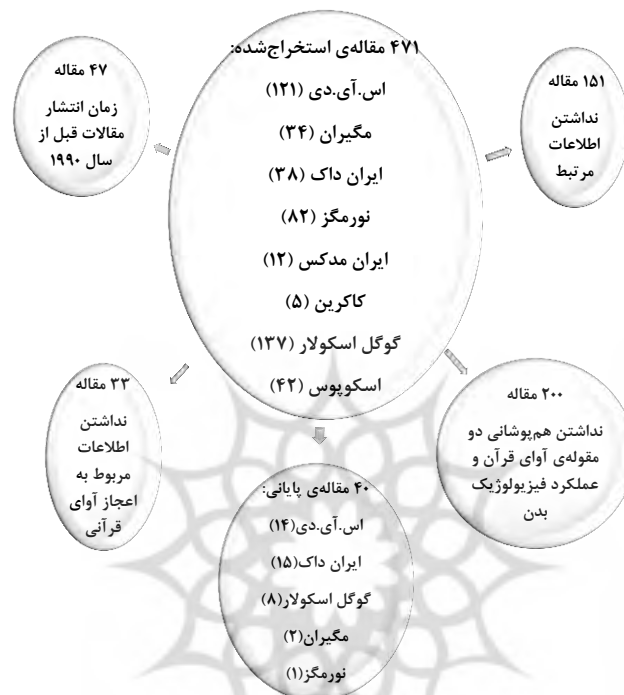 ۴۷۱ مقاله‌ی استخراج‌شده:
اس.آی.دی (۱۲۱)
مگیران (۳۴)
ایران داک (۳۸)
نورمگز (۸۲)
ایران مدکس (۱۲)
کاکرین (۵)
گوگل اسکولار (۱۳۷)
اسکوپوس (۴۲)
۱۵۱ مقاله
نداشتن
اطلاعات
مرتبط
۴۷ مقاله
زمان انتشار
مقالات قبل از
سال ۱۹۹۰
۲۰۰ مقاله
نداشتن هم‌پوشانی دو
مقوله‌ی آوای قرآن و
عملکرد فیزیولوژیک
بدن
۳۳ مقاله
نداشتن
اطلاعات
مربوط به
اعجاز آوای
قرآنی
۴۰ مقاله‌ی پایانی:
اس.آی.دی(۱۴)
ایران داک(۱۵)
گوگل اسکولار(۸)
مگیران(۲)
نورمگز(۱)